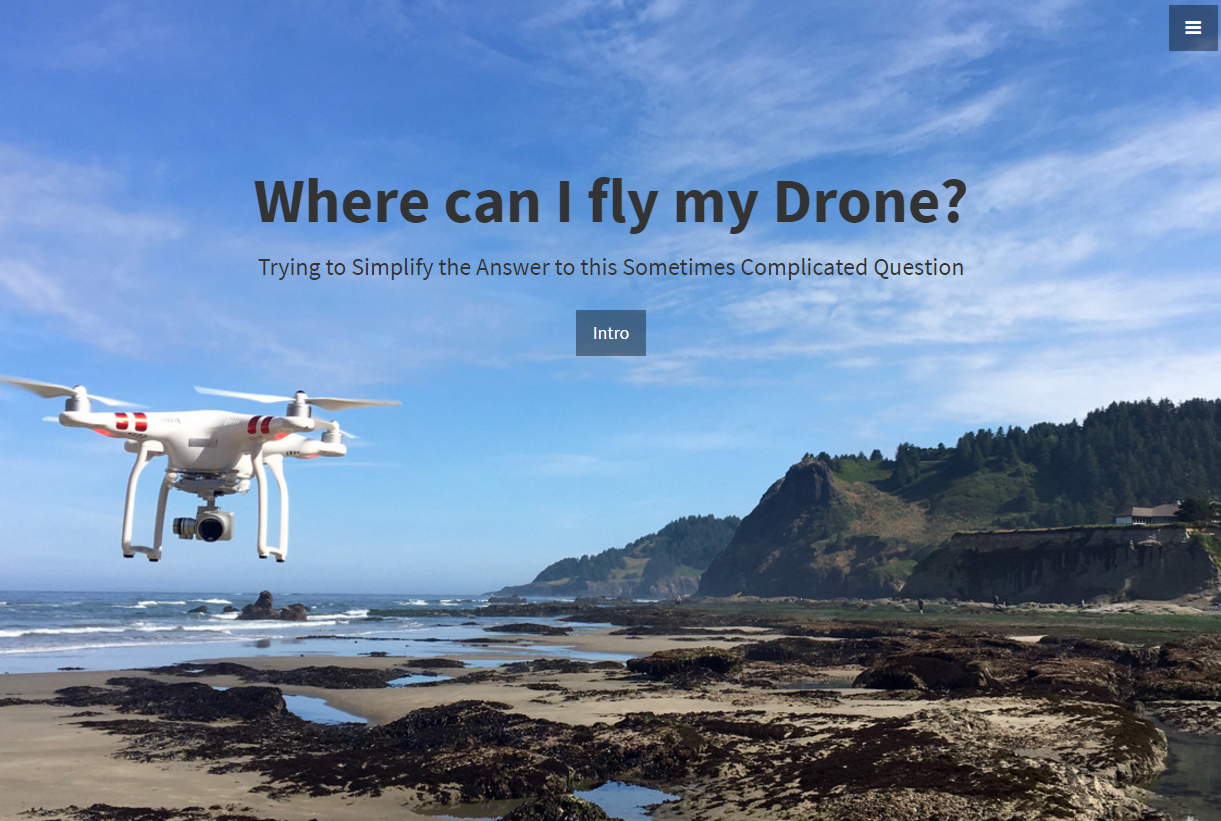 Where can I fly my Drone?
Trying to Simplify the Answer to this Sometimes Complicated Question
Intro